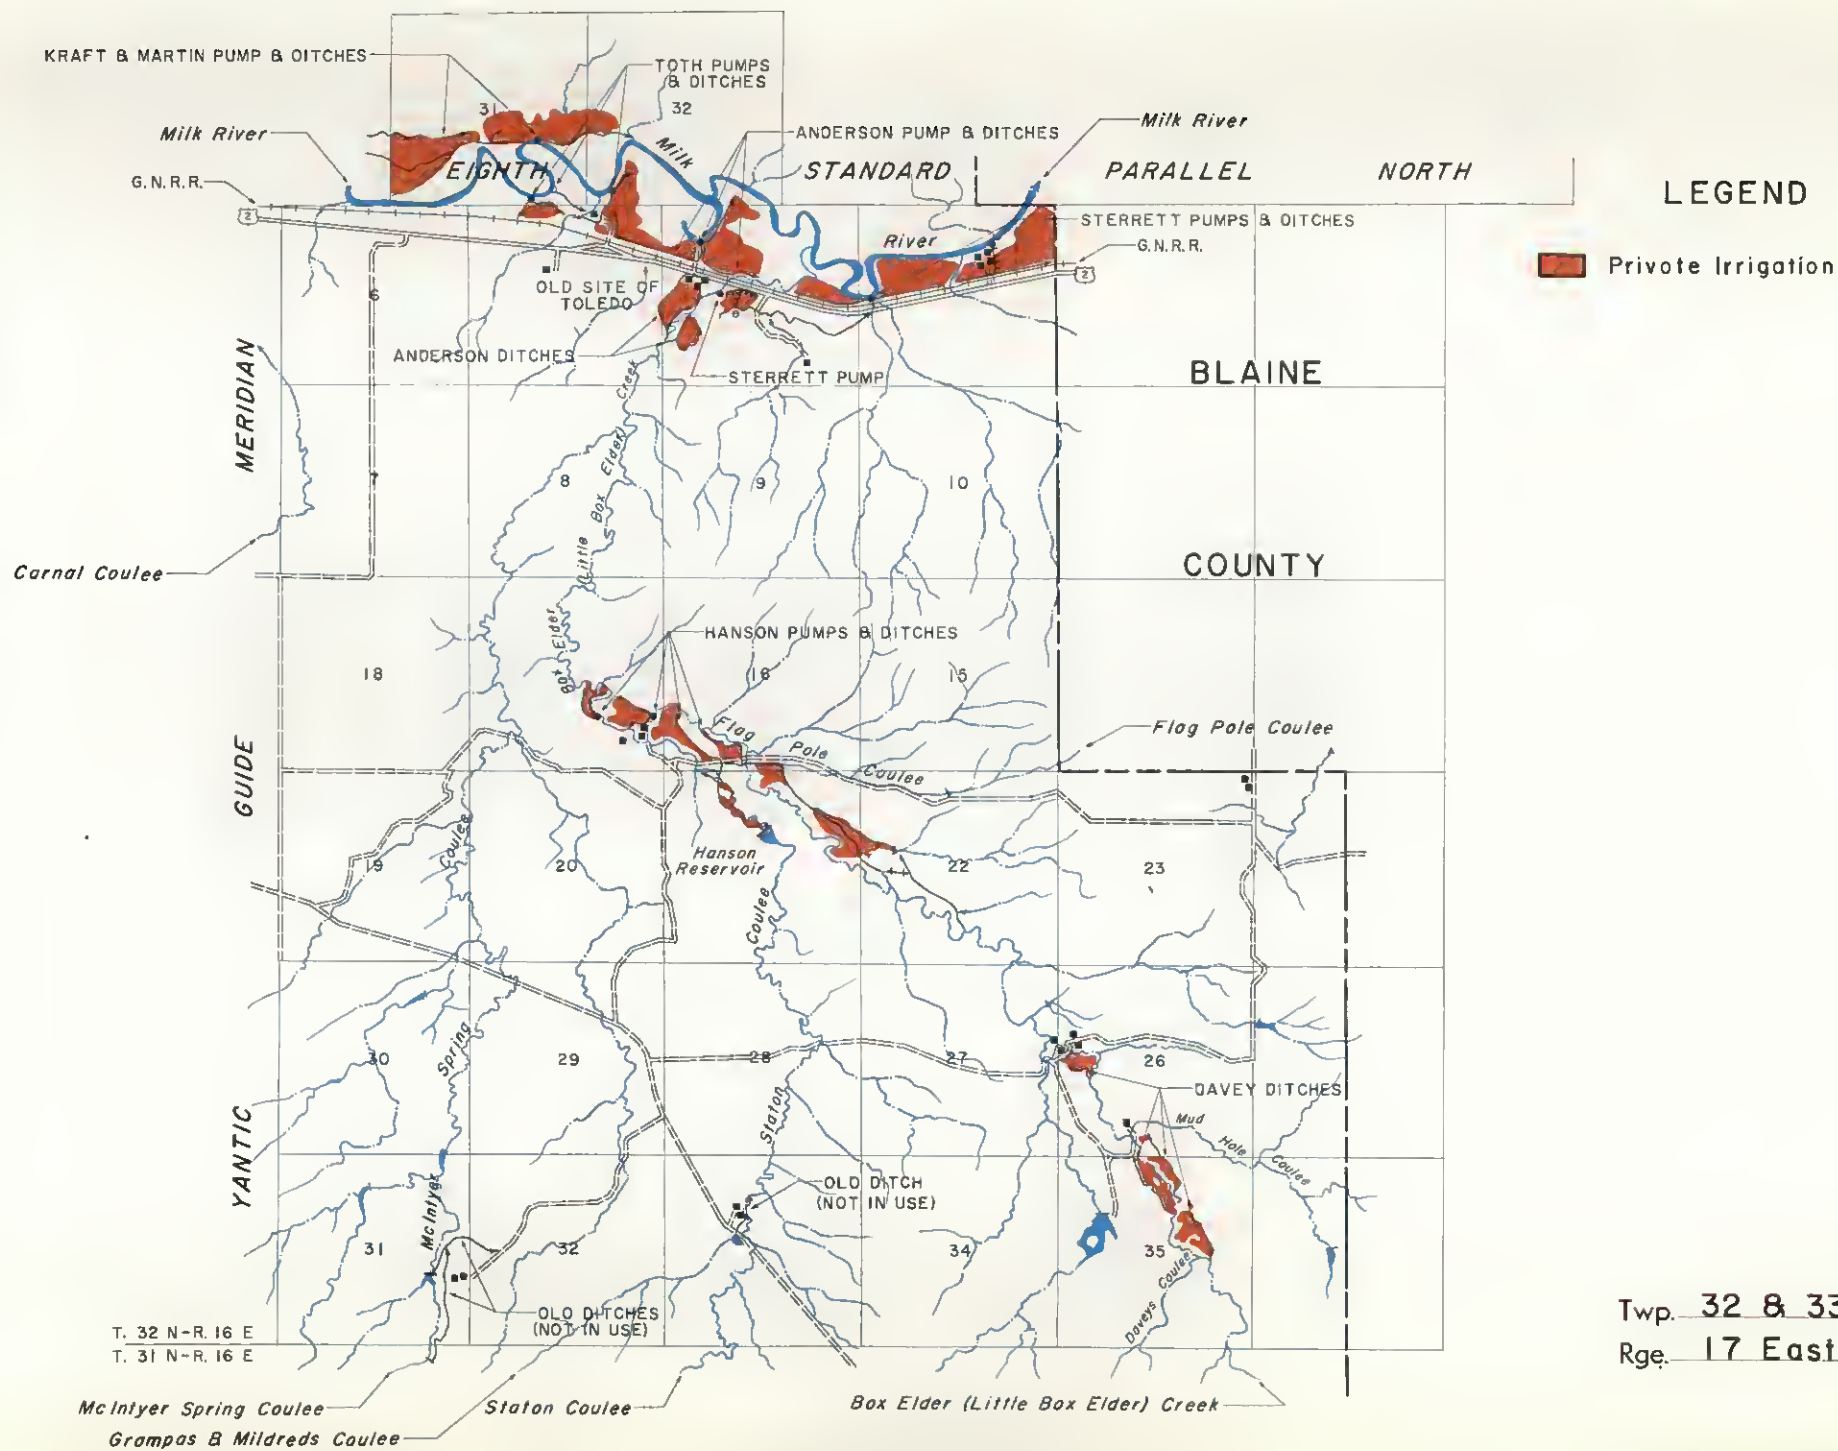 KRAFT & MARTIN PUMP & DITCHES
TOTH PUMPS
& DITCHES
31
32
Milk River
Milk
ANDERSON PUMP & DITCHES
Milk River
EIGHTH
STANDARD
PARALLEL
NORTH
G.N.R.R.
2
STERRETT PUMPS & DITCHES
River
G.N.R.R.
2
LEGEND
Private Irrigation
6
OLD SITE OF
TOLEDO
ANDERSON DITCHES
STERRETT PUMP
BLAINE
COUNTY
MERIDIAN
GUIDE
YANTIC
Creek
(Little Box Elder)
Box Elder
7
8
9
10
Carnal Coulee
HANSON PUMPS & DITCHES
18
16
15
Flag
Pole
Coulee
Flag Pole Coulee
Coulee
19
20
Hanson
Reservoir
22
23
Coulee
Spring
30
29
28
27
26
Staton
DAVEY DITCHES
Mud
Hole
Coulee
McIntyer
OLD DITCH
(NOT IN USE)
31
32
34
35
Daveys Coulee
OLD DITCHES
(NOT IN USE)
T. 32 N-R. 16 E
T. 31 N-R. 16 E
Twp. 32 & 33
Rge. 17 East
McIntyer Spring Coulee
Staton Coulee
Box Elder (Little Box Elder) Creek
Grampas & Mildreds Coulee